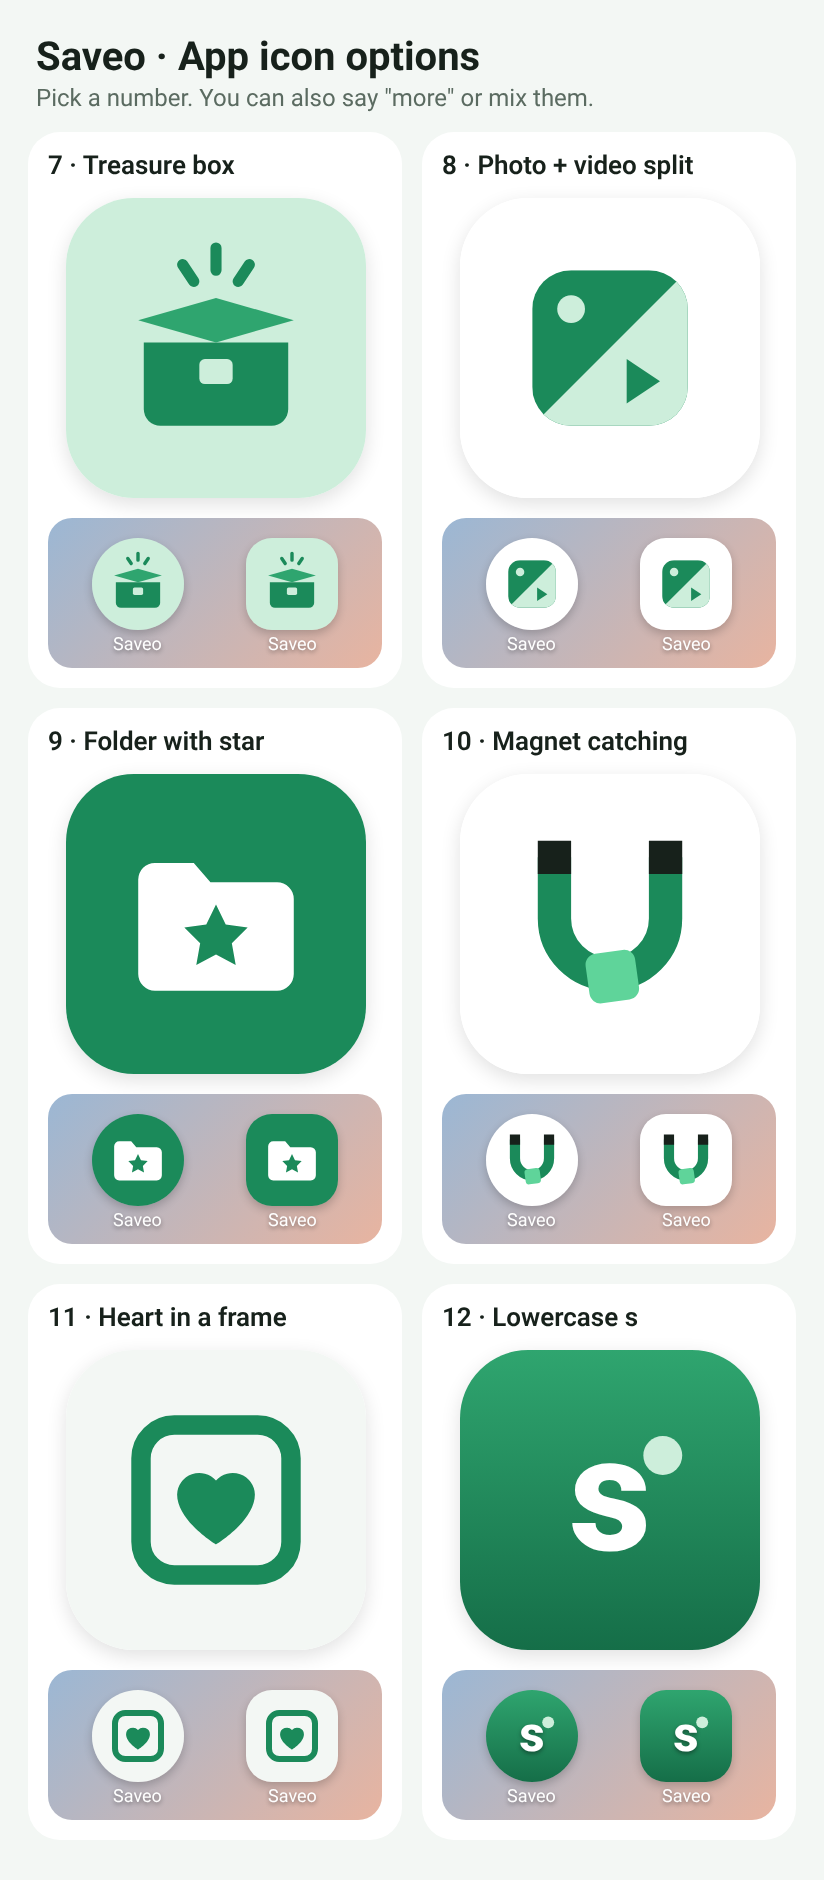 Saveo · App icon options
Pick a number. You can also say "more" or mix them.
7 · Treasure box
Saveo
Saveo
8 · Photo + video split
Saveo
Saveo
9 · Folder with star
Saveo
Saveo
10 · Magnet catching
Saveo
Saveo
11 · Heart in a frame
Saveo
Saveo
12 · Lowercase s
s
s
Saveo
s
Saveo